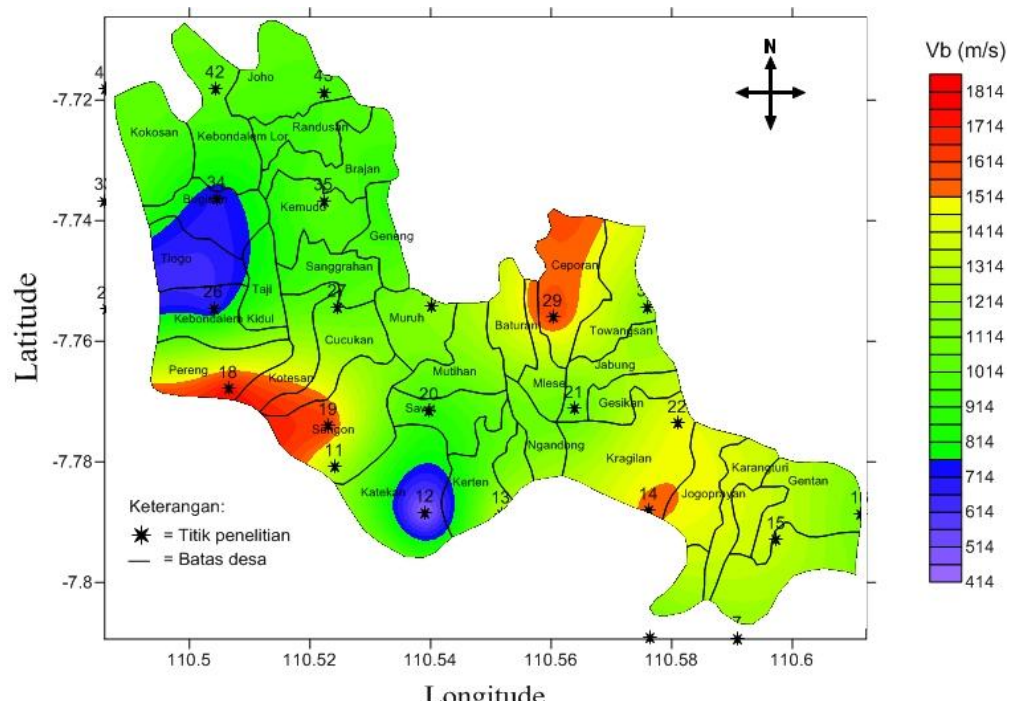 N
Vb (m/s)
1814
1714
1614
1514
1414
1314
1214
1114
1014
914
814
714
614
514
414
Latitude
-7.72
-7.74
-7.76
-7.78
-7.8
42
Joho
43
Kokosan
Kebondalem Lor
Randusan
Brajan
34
35
Kemudo
Geneng
Tlogo
Sanggrahan
Ceporan
Taji
26
27
29
Kebondalem Kidul
Muruh
Baturan
Towangsan
Cucukan
Pereng
18
Kotesan
Mutihan
Jabung
Mlese
20
21
Gesikan
22
19
Sengon
11
Ngandong
Kragilan
Karangturi
Gentan
Katekan
12
Kerten
13
14
Jogoprayan
15
7
Keterangan:
= Titik penelitian
= Batas desa
110.5
110.52
110.54
110.56
110.58
110.6
Longitude